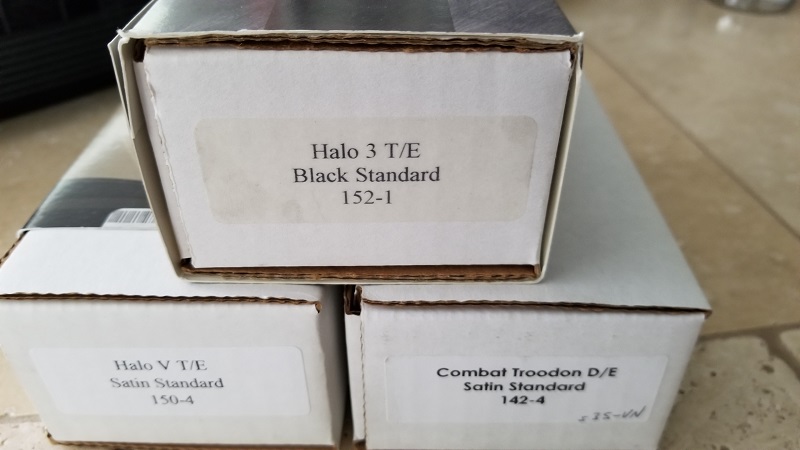 Halo 3 T/E
Black Standard
152-1
Halo V T/E
Satin Standard
150-4
Combat Troodon D/E
Satin Standard
142-4